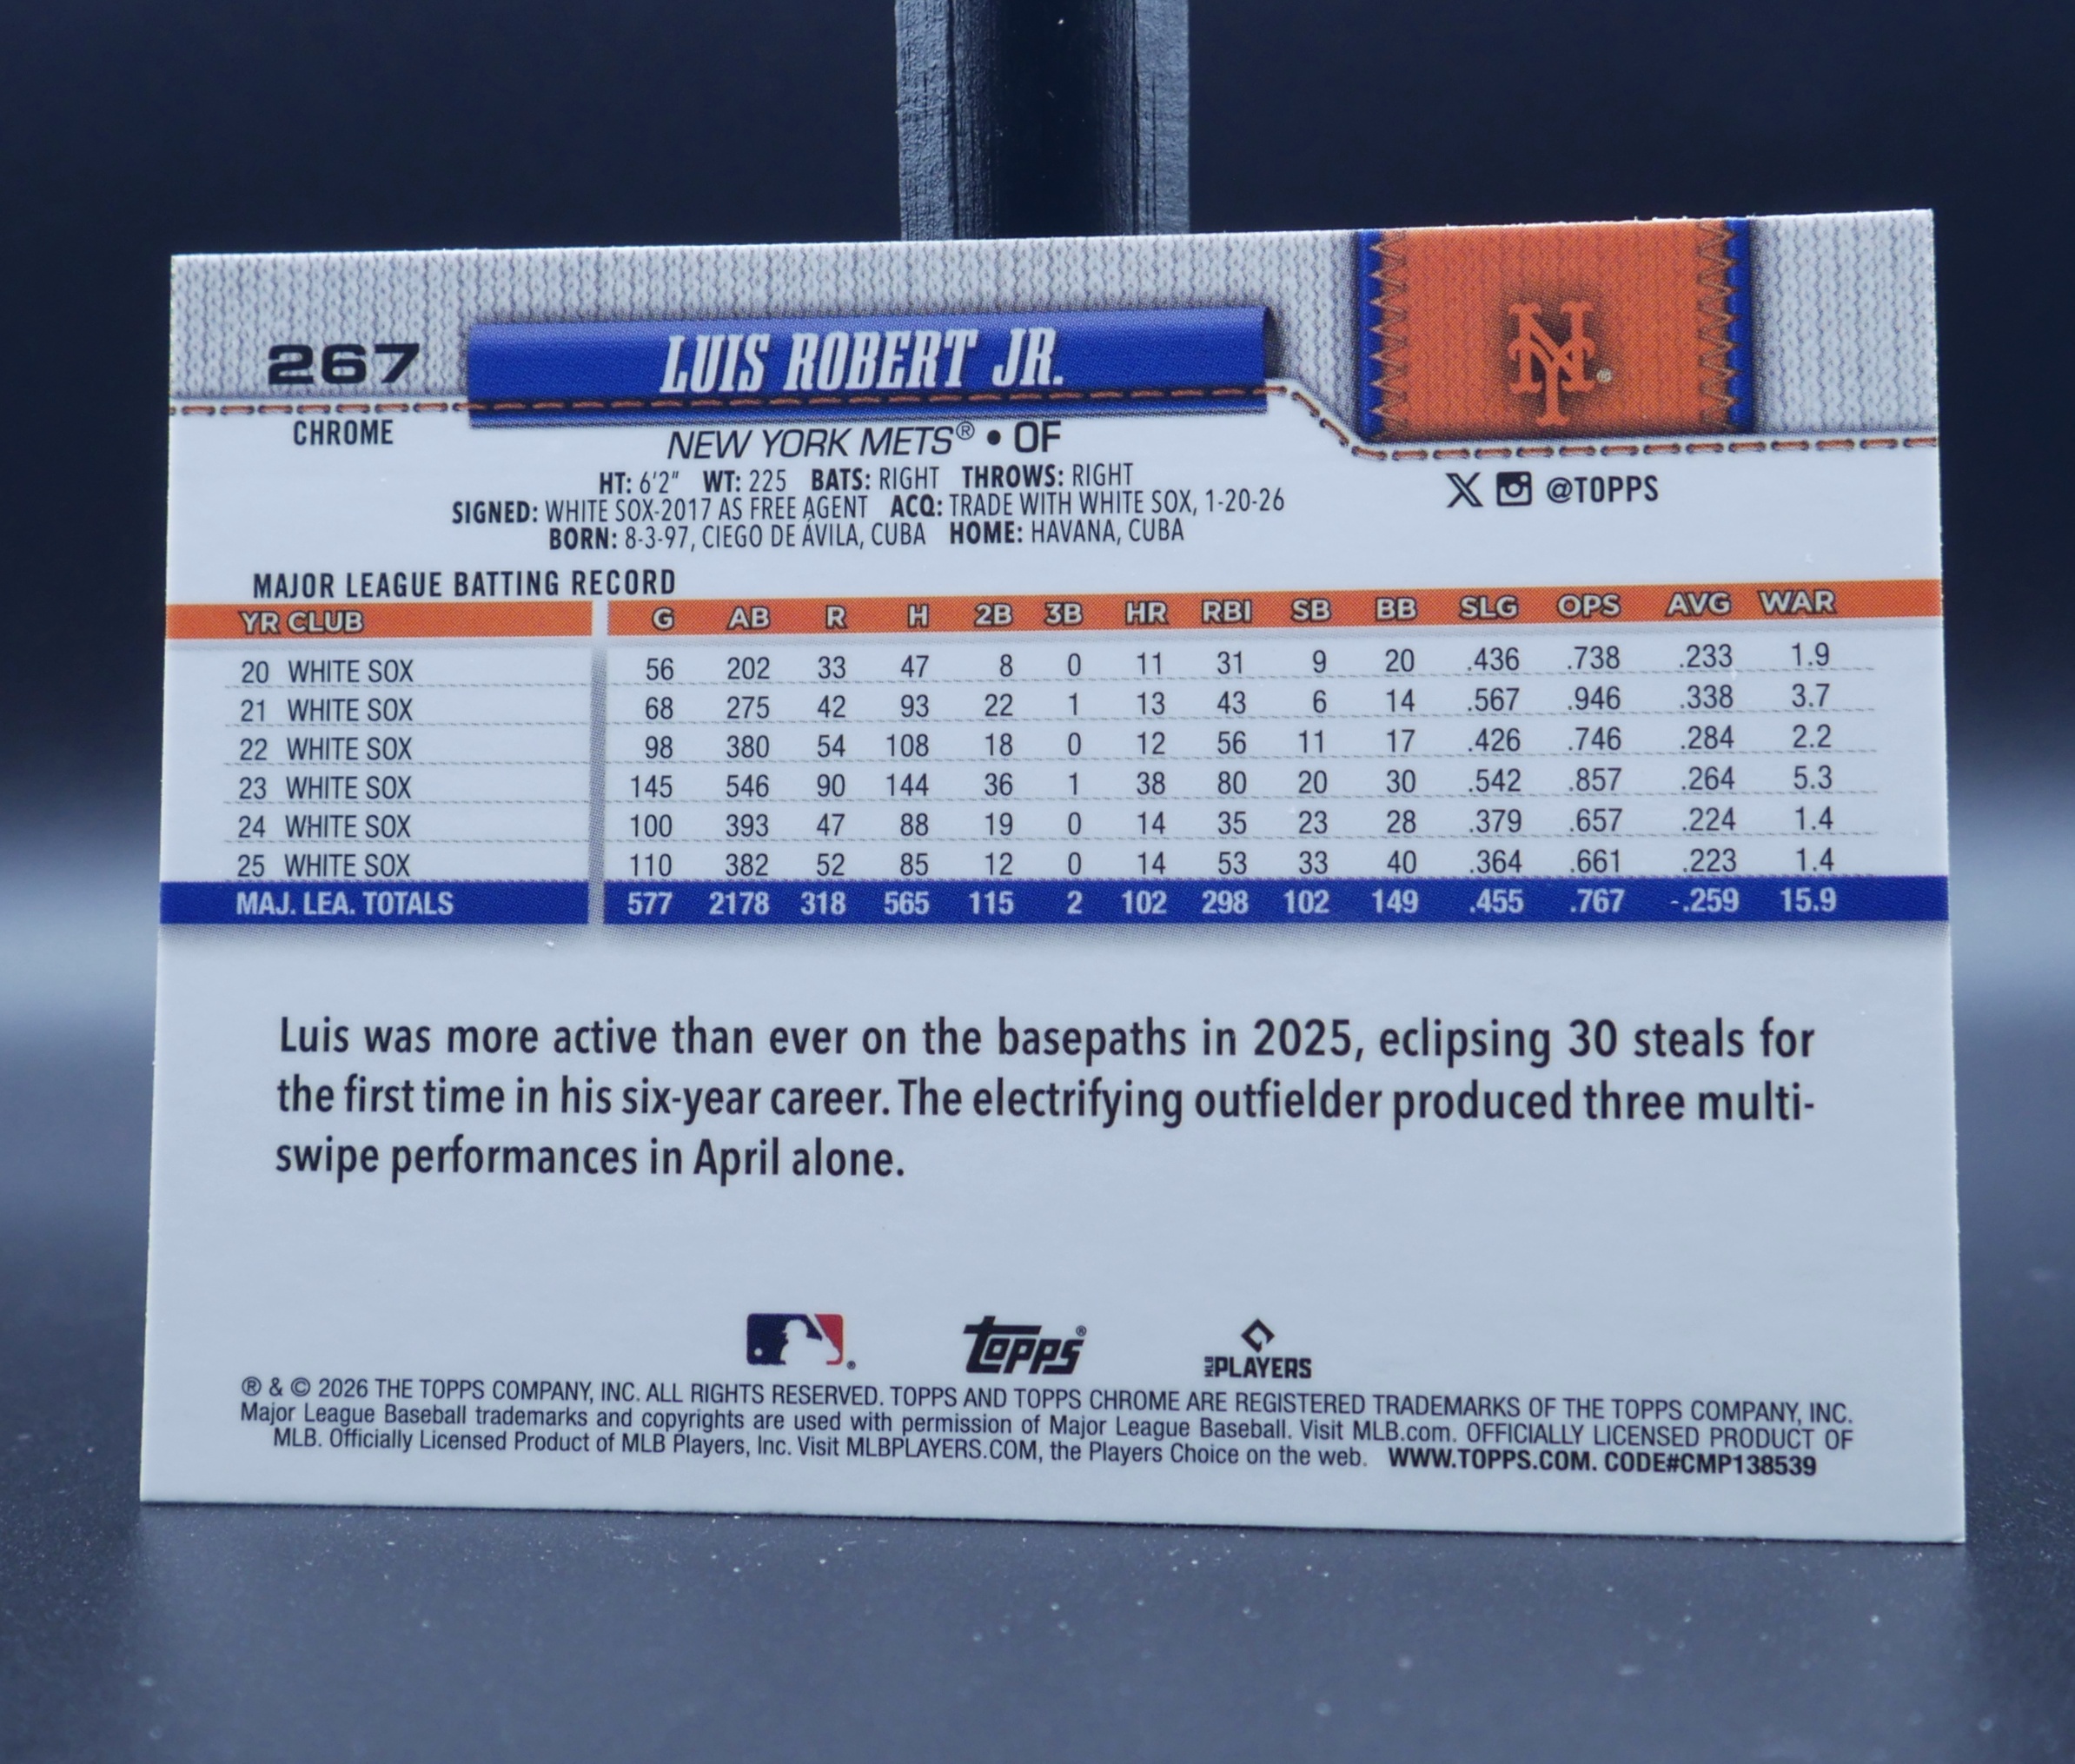 267 LUIS ROBERT JR. NY®
CHROME NEW YORK METS® • OF
HT: 6'2" WT: 225 BATS: RIGHT THROWS: RIGHT
@TOPPS
SIGNED: WHITE SOX-2017 AS FREE AGENT ACQ: TRADE WITH WHITE SOX, 1-20-26
BORN: 8-3-97, CIEGO DE ÁVILA, CUBA HOME: HAVANA, CUBA
MAJOR LEAGUE BATTING RECORD
YR CLUB G AB R H 2B 3B HR RBI SB BB SLG OPS AVG WAR
20 WHITE SOX 56 202 33 47 8 0 11 31 9 20 .436 .738 .233 1.9
21 WHITE SOX 68 275 42 93 22 1 13 43 6 14 .567 .946 .338 3.7
22 WHITE SOX 98 380 54 108 18 0 12 56 11 17 .426 .746 .284 2.2
23 WHITE SOX 145 546 90 144 36 1 38 80 20 30 .542 .857 .264 5.3
24 WHITE SOX 100 393 47 88 19 0 14 35 23 28 .379 .657 .224 1.4
25 WHITE SOX 110 382 52 85 12 0 14 53 33 40 .364 .661 .223 1.4
MAJ. LEA. TOTALS 577 2178 318 565 115 2 102 298 102 149 .455 .767 -.259 15.9
Luis was more active than ever on the basepaths in 2025, eclipsing 30 steals for
the first time in his six-year career. The electrifying outfielder produced three multi-
swipe performances in April alone.
® Topps® MLB PLAYERS
® & © 2026 THE TOPPS COMPANY, INC. ALL RIGHTS RESERVED. TOPPS AND TOPPS CHROME ARE REGISTERED TRADEMARKS OF THE TOPPS COMPANY, INC.
Major League Baseball trademarks and copyrights are used with permission of Major League Baseball. Visit MLB.com. OFFICIALLY LICENSED PRODUCT OF
MLB. Officially Licensed Product of MLB Players, Inc. Visit MLBPLAYERS.COM, the Players Choice on the web. WWW.TOPPS.COM. CODE#CMP138539